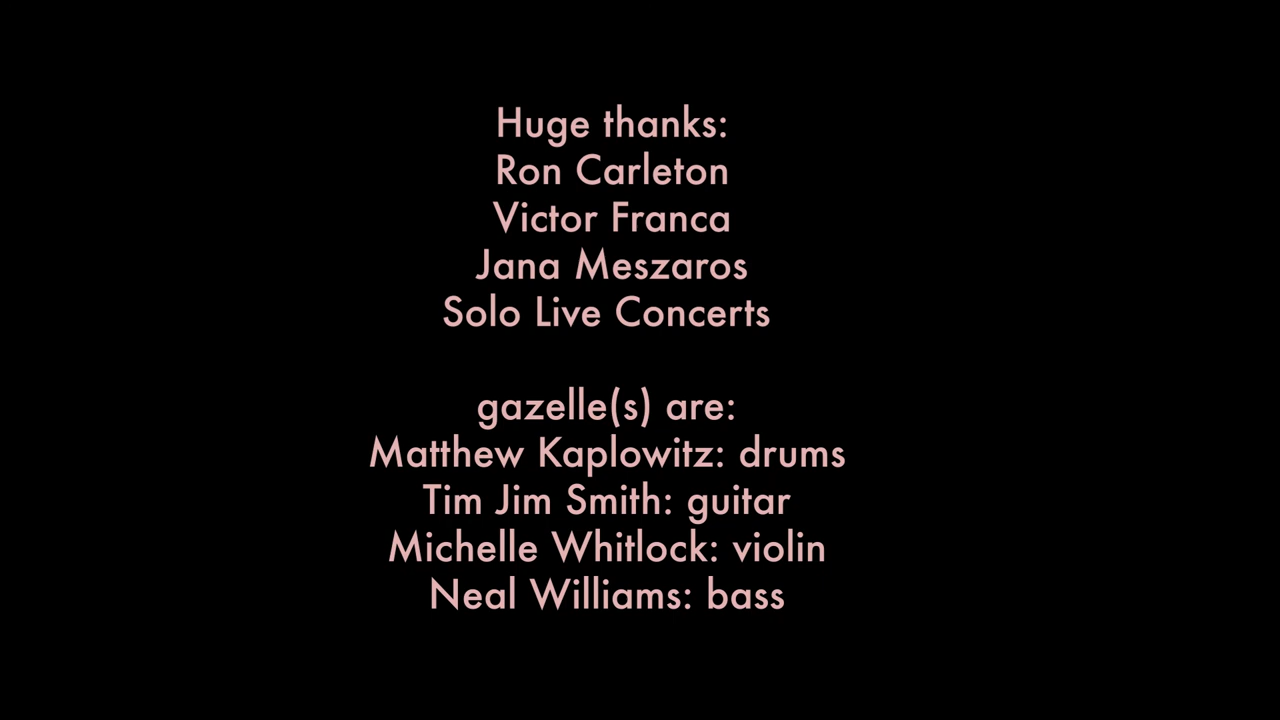 Huge thanks:
Ron Carleton
Victor Franca
Jana Meszaros
Solo Live Concerts
gazelle(s) are:
Matthew Kaplowitz: drums
Tim Jim Smith: guitar
Michelle Whitlock: violin
Neal Williams: bass